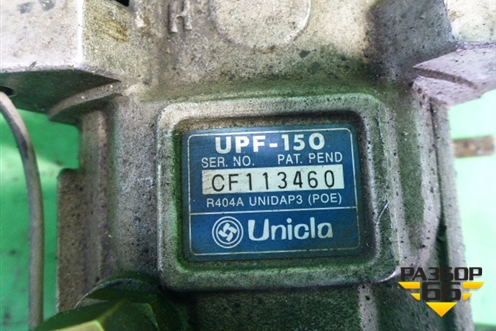 UPF-150
SER. NO. PAT. PEND
CF113460
R404A UNIDAP3 (POE)
Unicla
РАЗБОР
66